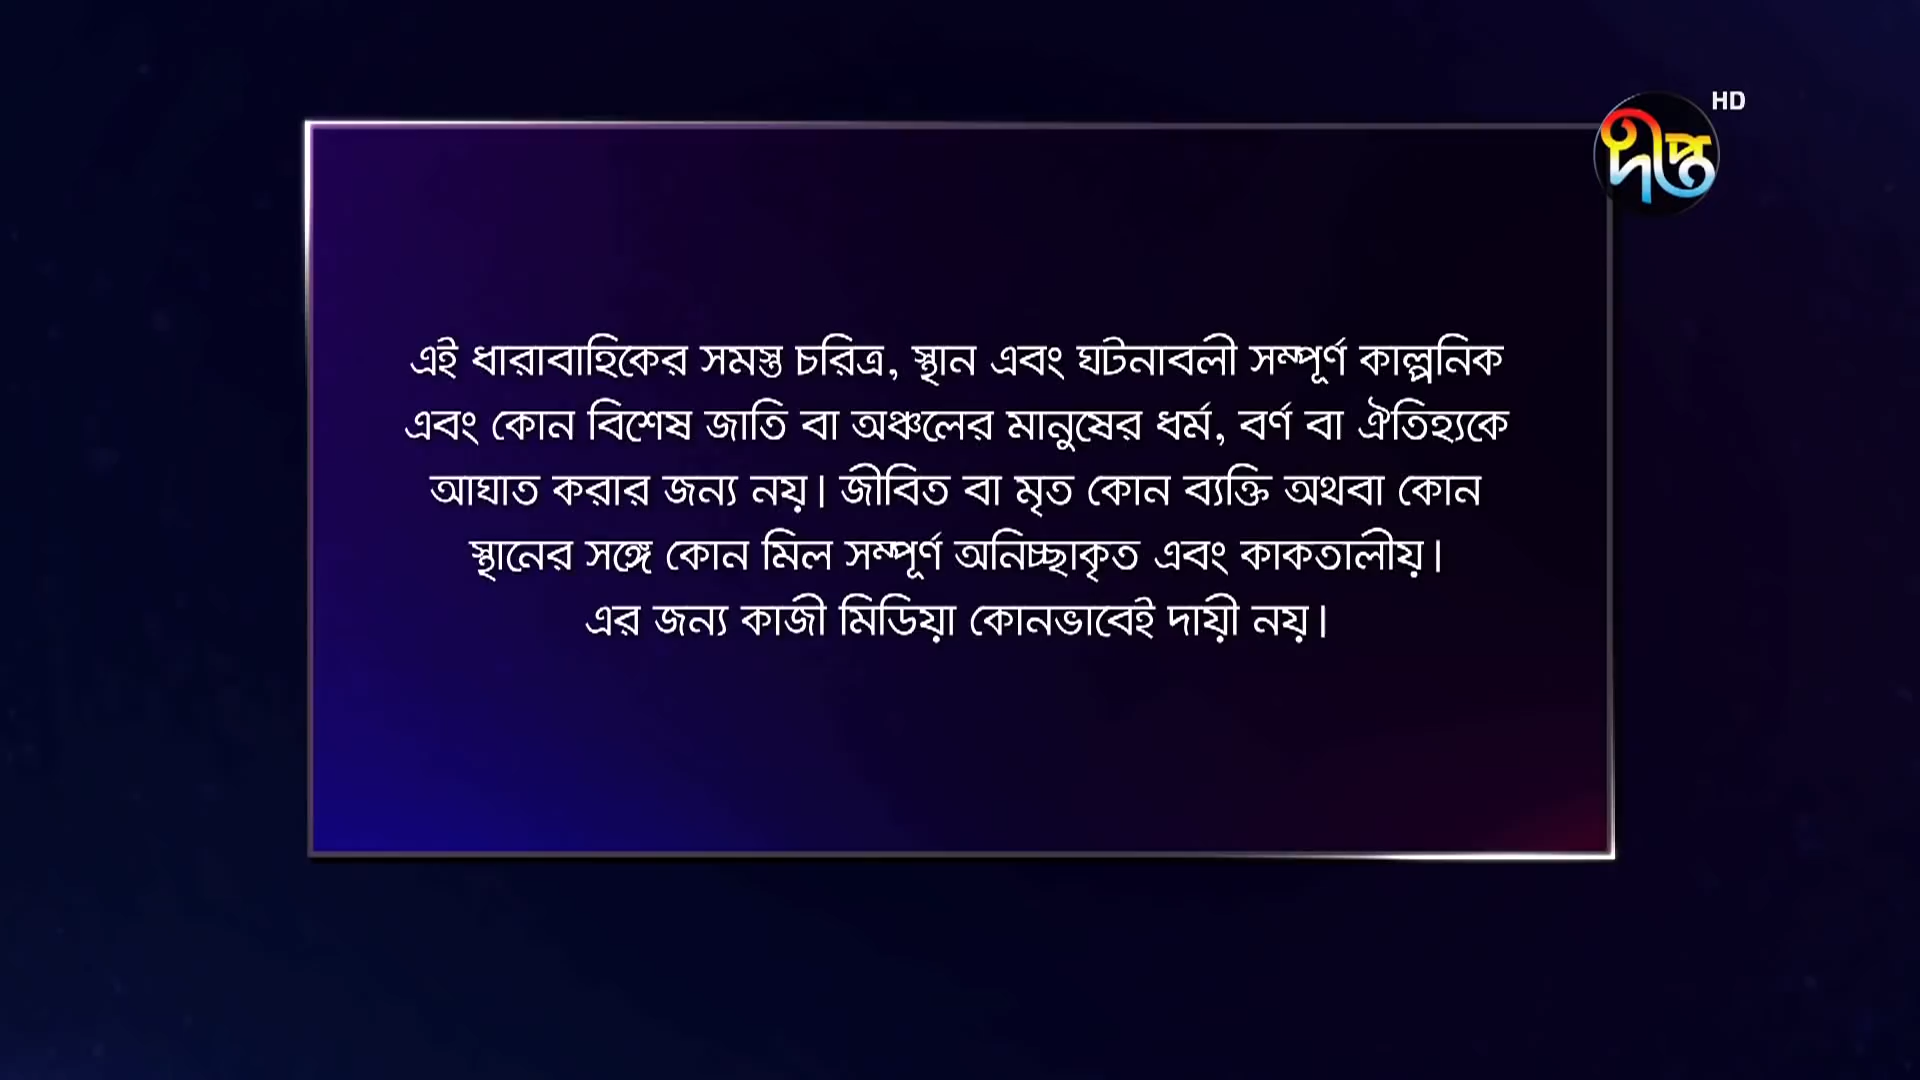 HD
দীপ্ত
এই ধারাবাহিকের সমস্ত চরিত্র, স্থান এবং ঘটনাবলী সম্পূর্ণ কাল্পনিক
এবং কোন বিশেষ জাতি বা অঞ্চলের মানুষের ধর্ম, বর্ণ বা ঐতিহ্যকে
আঘাত করার জন্য নয়। জীবিত বা মৃত কোন ব্যক্তি অথবা কোন
স্থানের সঙ্গে কোন মিল সম্পূর্ণ অনিচ্ছাকৃত এবং কাকতালীয়।
এর জন্য কাজী মিডিয়া কোনভাবেই দায়ী নয়।